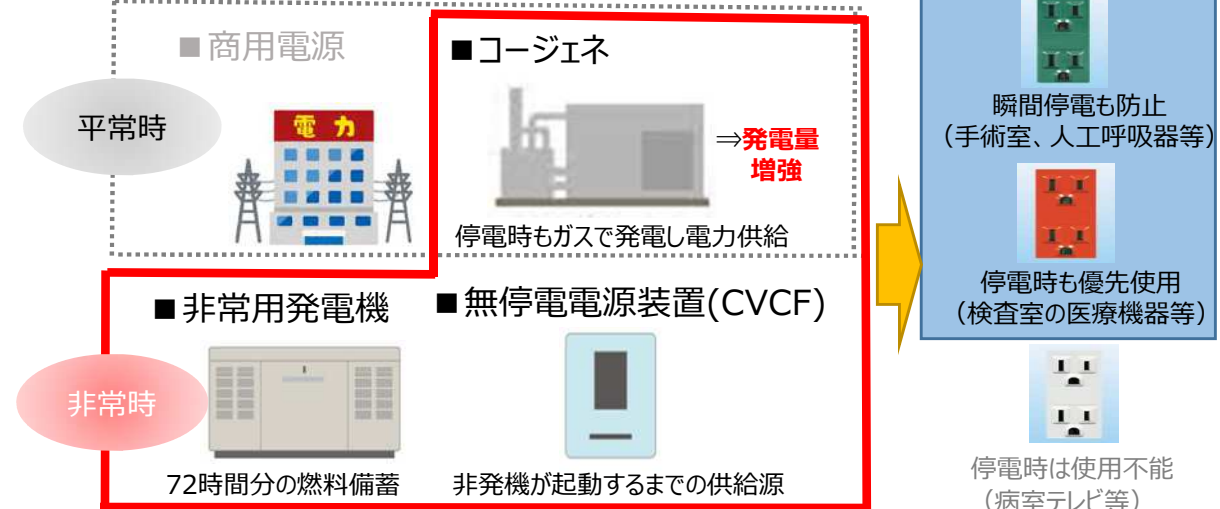 ■商用電源
■コージェネ
平常時
電力
⇒発電量
増強
停電時もガスで発電し電力供給
■非常用発電機
■無停電電源装置(CVCF)
非常時
72時間分の燃料備蓄
非発機が起動するまでの供給源
瞬間停電も防止
（手術室、人工呼吸器等）
停電時も優先使用
（検査室の医療機器等）
停電時は使用不能
（病室テレビ等）